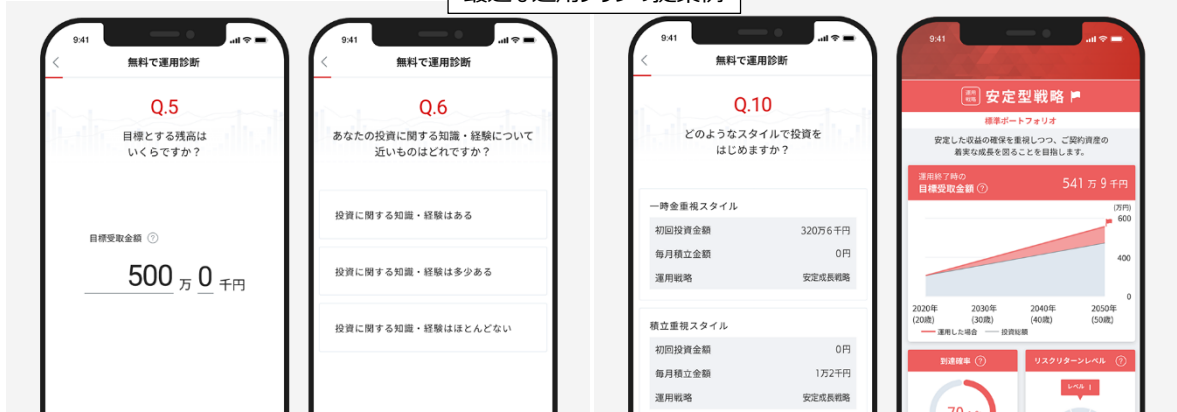 最適な運用プランの提案例
9:41
無料で運用診断
Q.5
目標とする残高は
いくらですか？
目標受取金額 ?
500 万 0 千円
9:41
無料で運用診断
Q.6
あなたの投資に関する知識・経験について
近いものはどれですか？
投資に関する知識・経験はある
投資に関する知識・経験は多少ある
投資に関する知識・経験はほとんどない
9:41
無料で運用診断
Q.10
どのようなスタイルで投資を
はじめますか？
一時金重視スタイル
初回投資金額 320万6千円
毎月積立金額 0円
運用戦略 安定成長戦略
積立重視スタイル
初回投資金額 0円
毎月積立金額 1万2千円
運用戦略 安定成長戦略
9:41
運用
戦略
安定型戦略
標準ポートフォリオ
安定した収益の確保を重視しつつ、ご契約資産の
着実な成長を図ることを目指します。
運用終了時の
目標受取金額 ?
541 万 9 千円
(万円)
600
400
0
2020年 2030年 2040年 2050年
(20歳) (30歳) (40歳) (50歳)
運用した場合 投資総額
到達確率 ? リスクリターンレベル ?
レベル 1
70